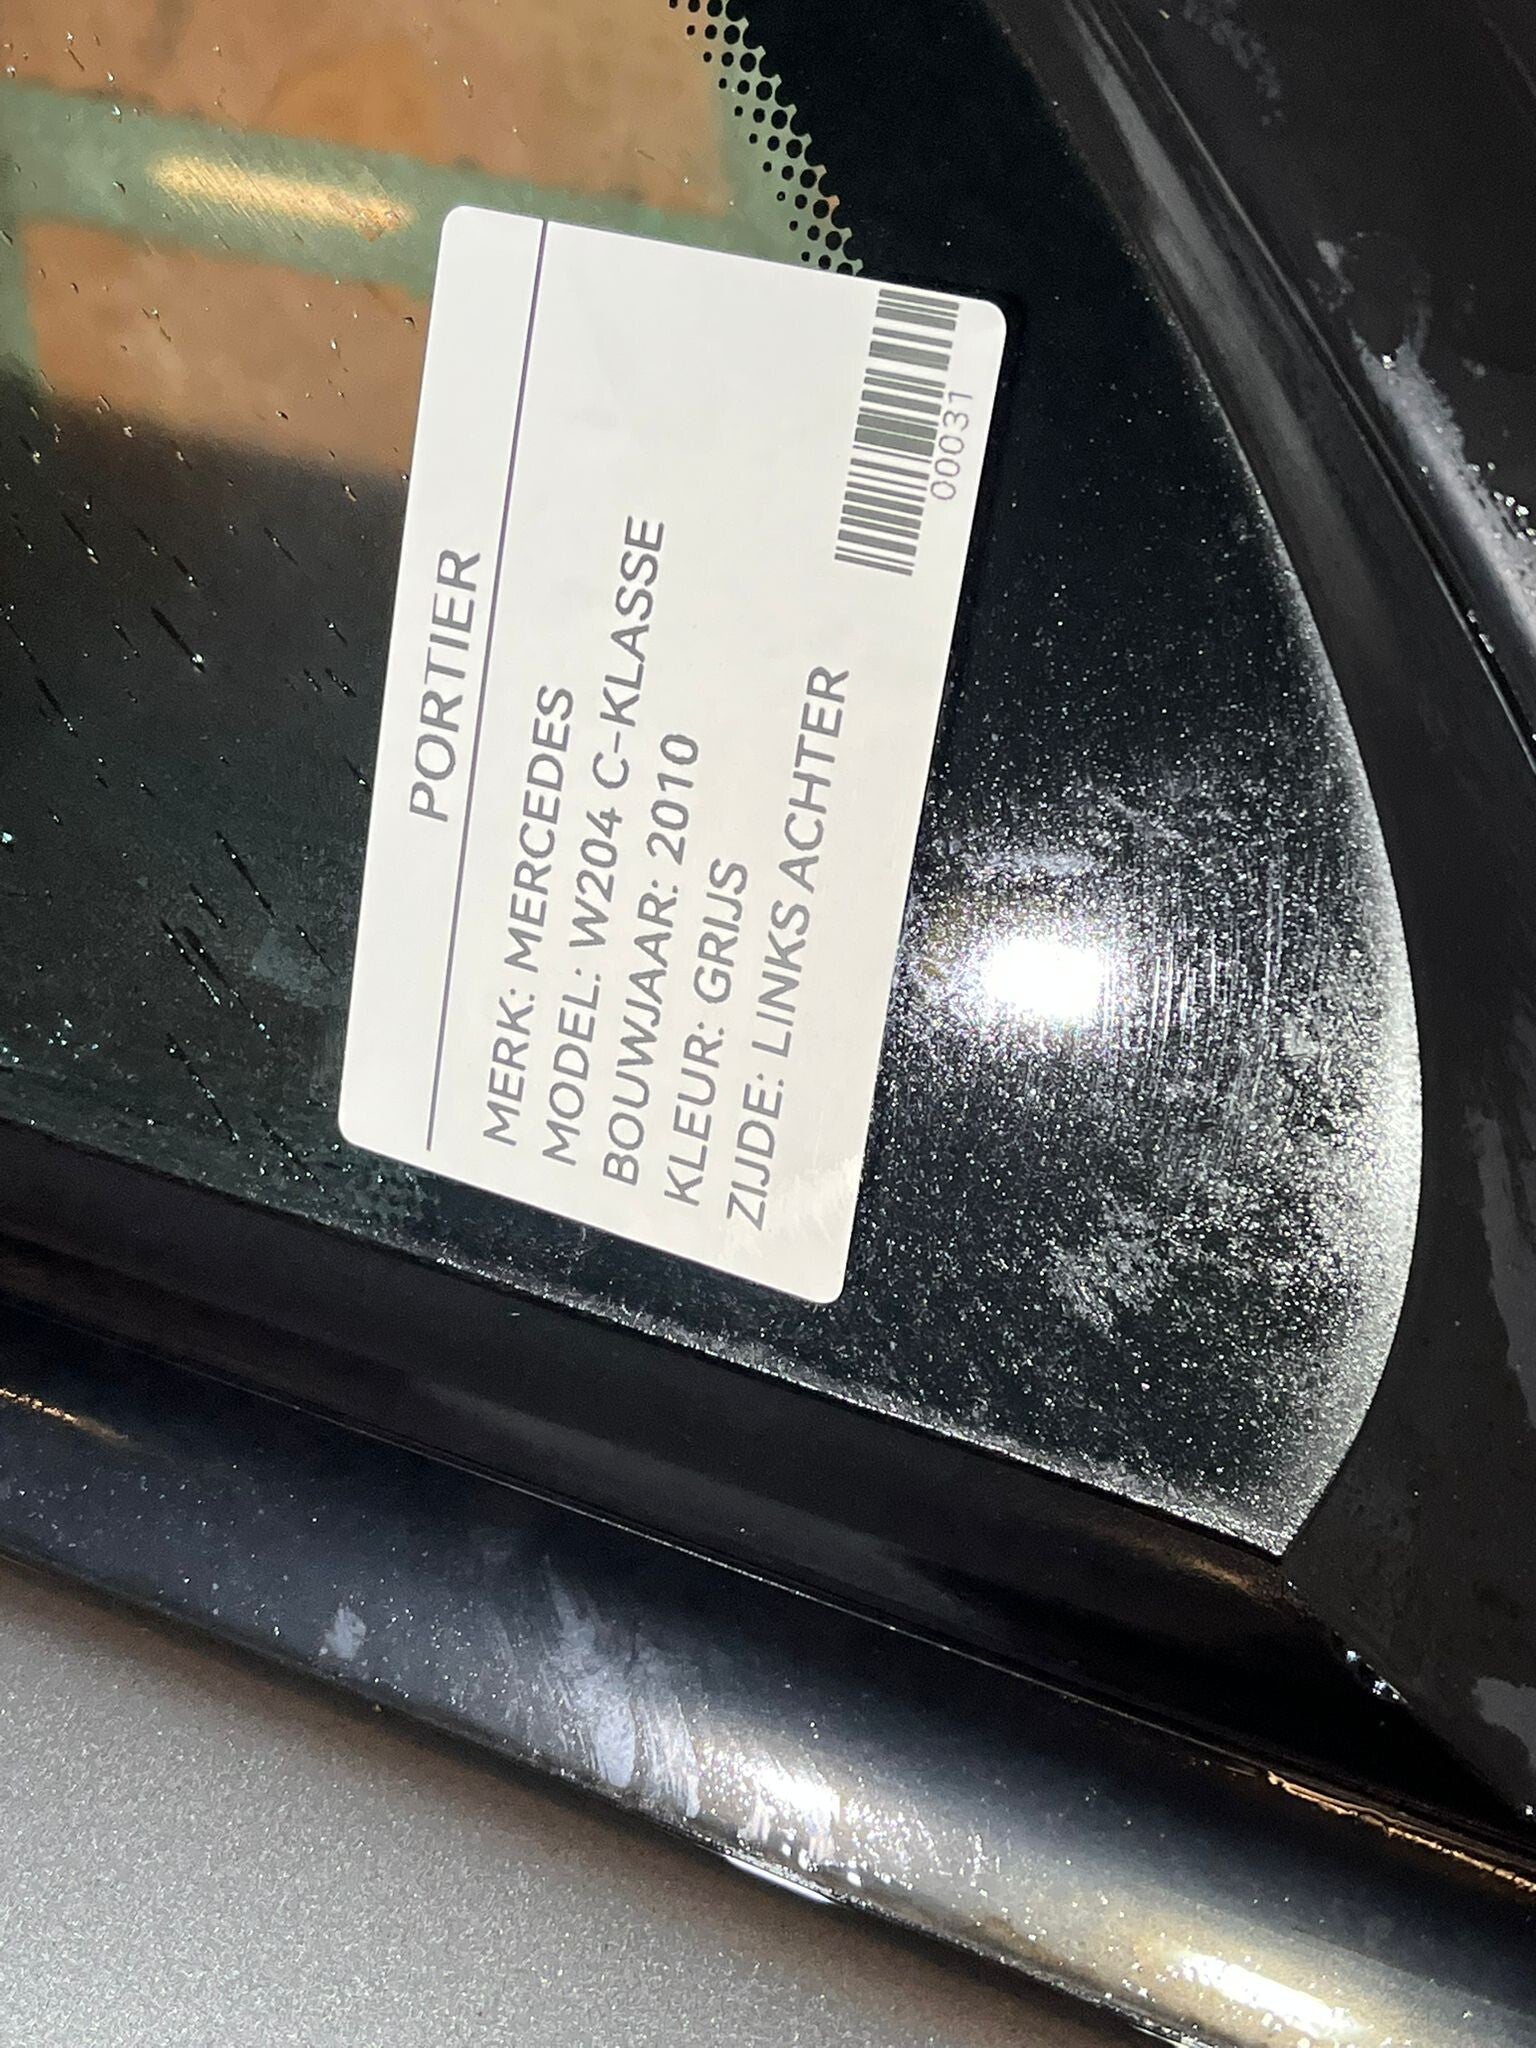 PORTIER
MERK: MERCEDES
MODEL: W204 C-KLASSE
BOUWJAAR: 2010
KLEUR: GRIJS
ZIJDE: LINKS ACHTER
00031